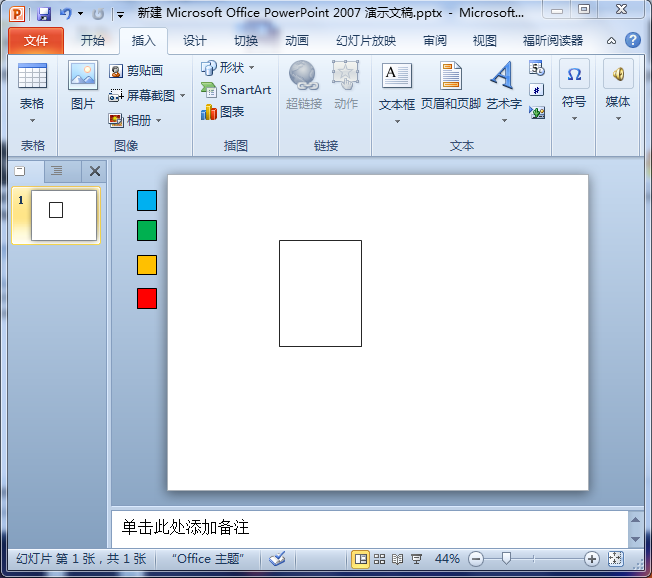 新建 Microsoft Office PowerPoint 2007 演示文稿.pptx - Microsoft...
文件 开始 插入 设计 切换 动画 幻灯片放映 审阅 视图 福昕阅读器
表格
表格
图片
剪贴画
屏幕截图
相册
图像
形状
SmartArt
图表
插图
超链接
动作
链接
文本框
页眉和页脚
艺术字
文本
Ω
符号
媒体
1
单击此处添加备注
幻灯片 第 1 张，共 1 张 "Office 主题" 44%